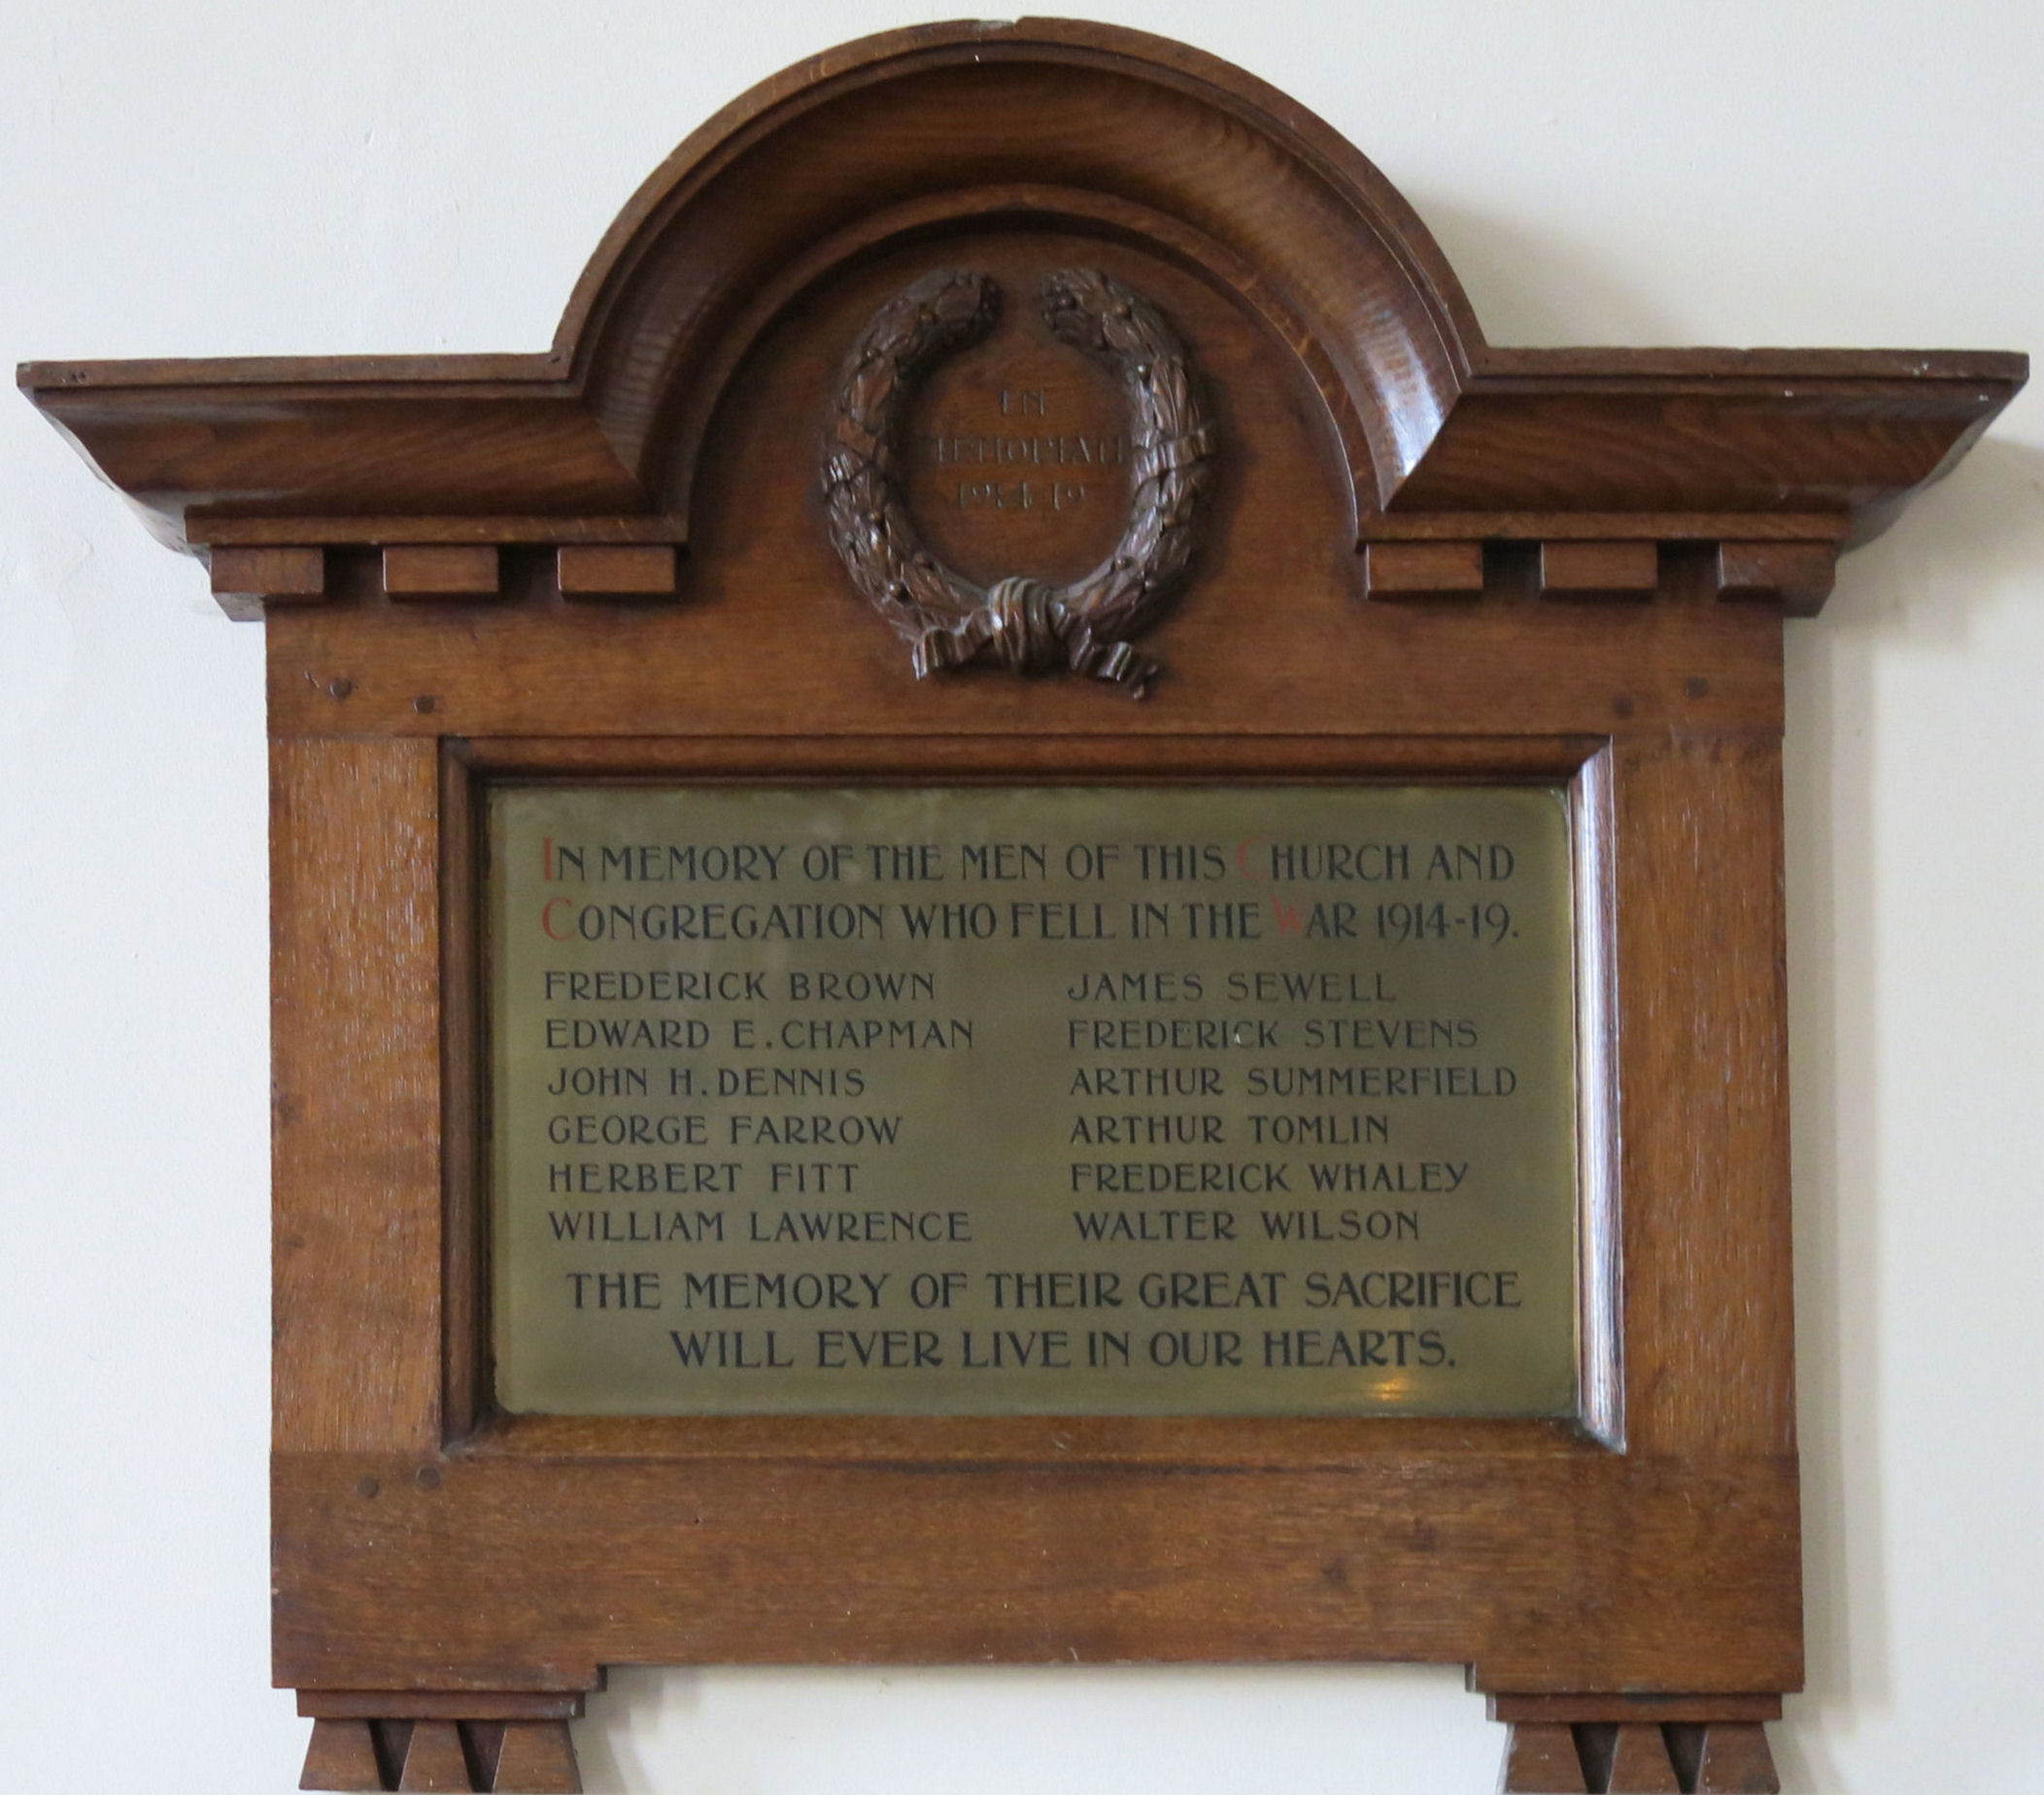 IN
MEMORIAM
1914-19
IN MEMORY OF THE MEN OF THIS CHURCH AND
CONGREGATION WHO FELL IN THE WAR 1914-19.
FREDERICK BROWN
EDWARD E. CHAPMAN
JOHN H. DENNIS
GEORGE FARROW
HERBERT FITT
WILLIAM LAWRENCE
JAMES SEWELL
FREDERICK STEVENS
ARTHUR SUMMERFIELD
ARTHUR TOMLIN
FREDERICK WHALEY
WALTER WILSON
THE MEMORY OF THEIR GREAT SACRIFICE
WILL EVER LIVE IN OUR HEARTS.